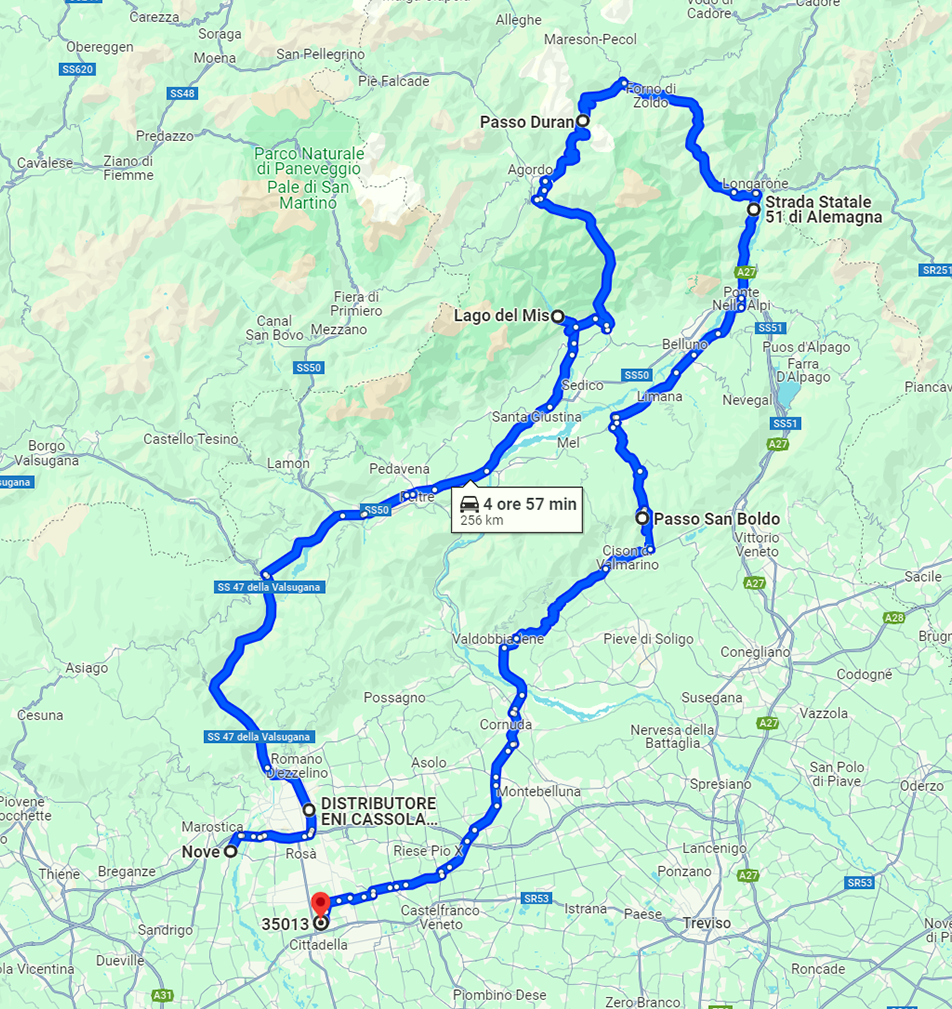 Carezza
Soraga
Moena
Obereggen
SS620
San Pellegrino
Alleghe
Mareson-Pecol
Vodo di
Cadore
Cadore
SS48
Piè Falcade
Forno di
Zoldo
Passo Duran
Predazzo
Cavalese
Ziano di
Fiemme
Parco Naturale
di Paneveggio
Pale di San
Martino
Agordo
Longarone
Strada Statale
51 di Alemagna
A27
SR251
Fiera di
Primiero
Ponte
Nelle Alpi
Lago del Mis
Canal
San Bovo
Mezzano
SS51
Belluno
Puos d'Alpago
Farra
D'Alpago
SS50
SS50
Sedico
Limana
Nevegal
Piancav
Santa Giustina
SS51
Castello Tesino
Mel
A27
Borgo
Valsugana
Lamon
Pedavena
Feltre
SS50
4 ore 57 min
256 km
Passo San Boldo
Vittorio
Veneto
Cison di
Valmarino
SS 47 della Valsugana
A27
Sacile
A28
Valdobbiadene
Pieve di Soligo
Conegliano
Brugn
Asiago
Codogné
Possagno
Susegana
Cesuna
Vazzola
Cornuda
A27
SS 47 della Valsugana
Nervesa della
Battaglia
Asolo
Romano
D'ezzelino
San Polo
di Piave
Spresiano
Oderzo
Montebelluna
Piovene
DISTRIBUTORE
ENI CASSOLA...
Marostica
Nove
Rosà
Riese Pio X
Lancenigo
Thiene
Breganze
Ponzano
A27
SS53
SS53
35013
Castelfranco
Veneto
Istrana
Paese
Treviso
Sandrigo
Cittadella
Dueville
Roncade
A31
Piombino Dese
Zero Branco